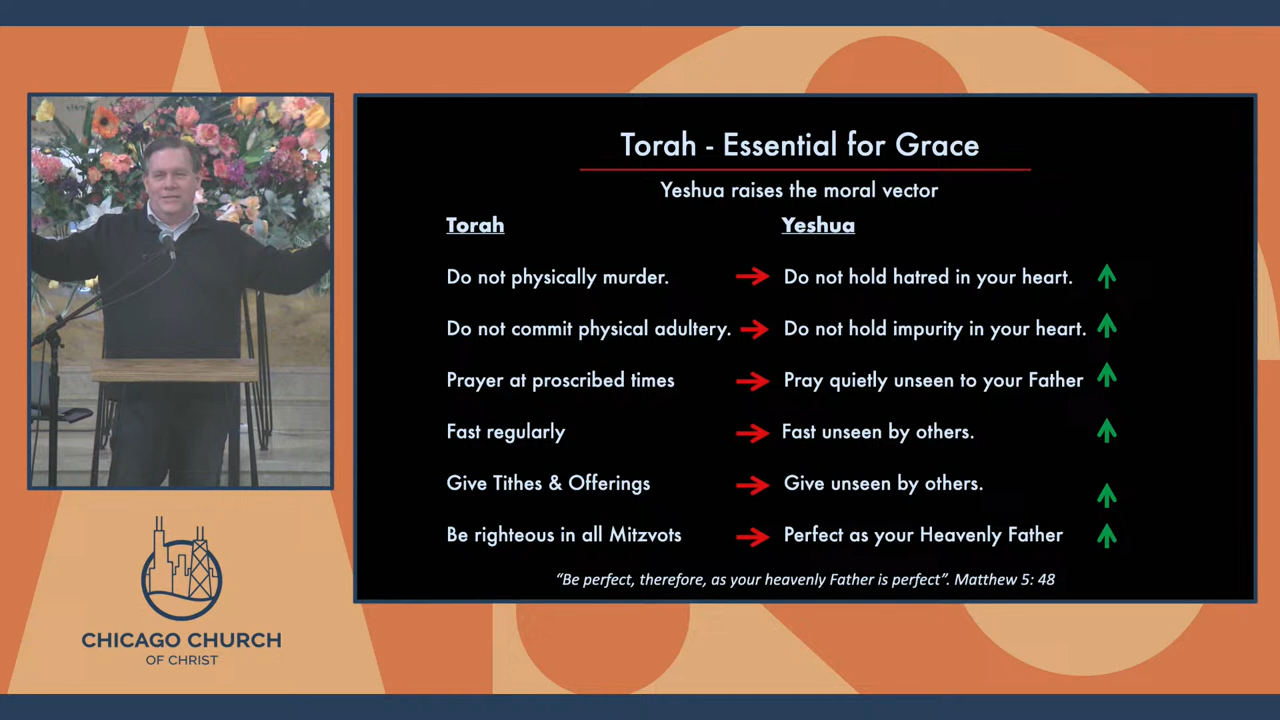 Torah - Essential for Grace
Yeshua raises the moral vector
Torah Yeshua
Do not physically murder. Do not hold hatred in your heart.
Do not commit physical adultery. Do not hold impurity in your heart.
Prayer at proscribed times Pray quietly unseen to your Father
Fast regularly Fast unseen by others.
Give Tithes & Offerings Give unseen by others.
Be righteous in all Mitzvots Perfect as your Heavenly Father
“Be perfect, therefore, as your heavenly Father is perfect”. Matthew 5: 48
CHICAGO CHURCH
OF CHRIST